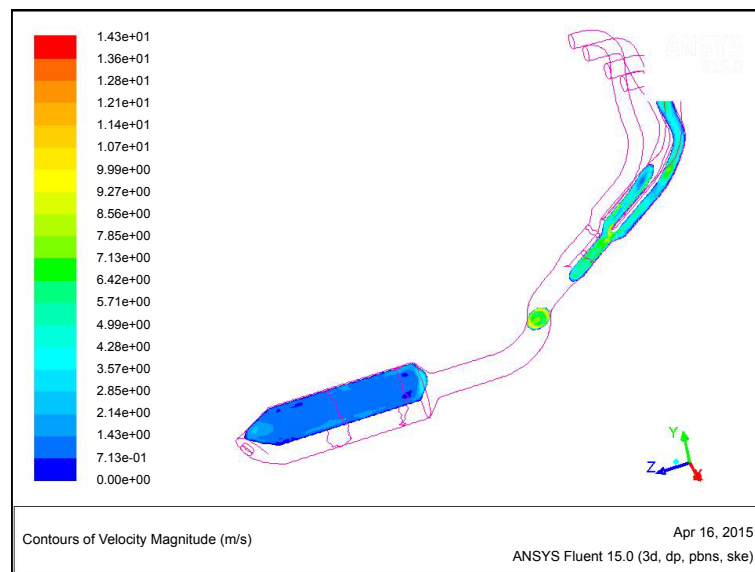 1.43e+01
1.36e+01
1.28e+01
1.21e+01
1.14e+01
1.07e+01
9.99e+00
9.27e+00
8.56e+00
7.85e+00
7.13e+00
6.42e+00
5.71e+00
4.99e+00
4.28e+00
3.57e+00
2.85e+00
2.14e+00
1.43e+00
7.13e-01
0.00e+00
ANSYS
R15.0
Y
Z
X
Contours of Velocity Magnitude (m/s)
Apr 16, 2015
ANSYS Fluent 15.0 (3d, dp, pbns, ske)